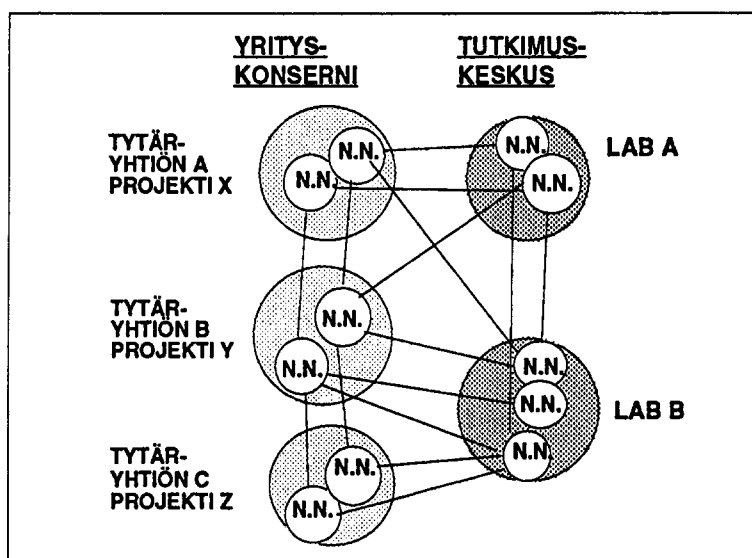 YRITYS-
KONSERNI
TUTKIMUS-
KESKUS
TYTÄR-
YHTIÖN A
PROJEKTI X
N.N.
N.N.
N.N.
N.N.
LAB A
TYTÄR-
YHTIÖN B
PROJEKTI Y
N.N.
N.N.
N.N.
N.N.
N.N.
LAB B
TYTÄR-
YHTIÖN C
PROJEKTI Z
N.N.
N.N.